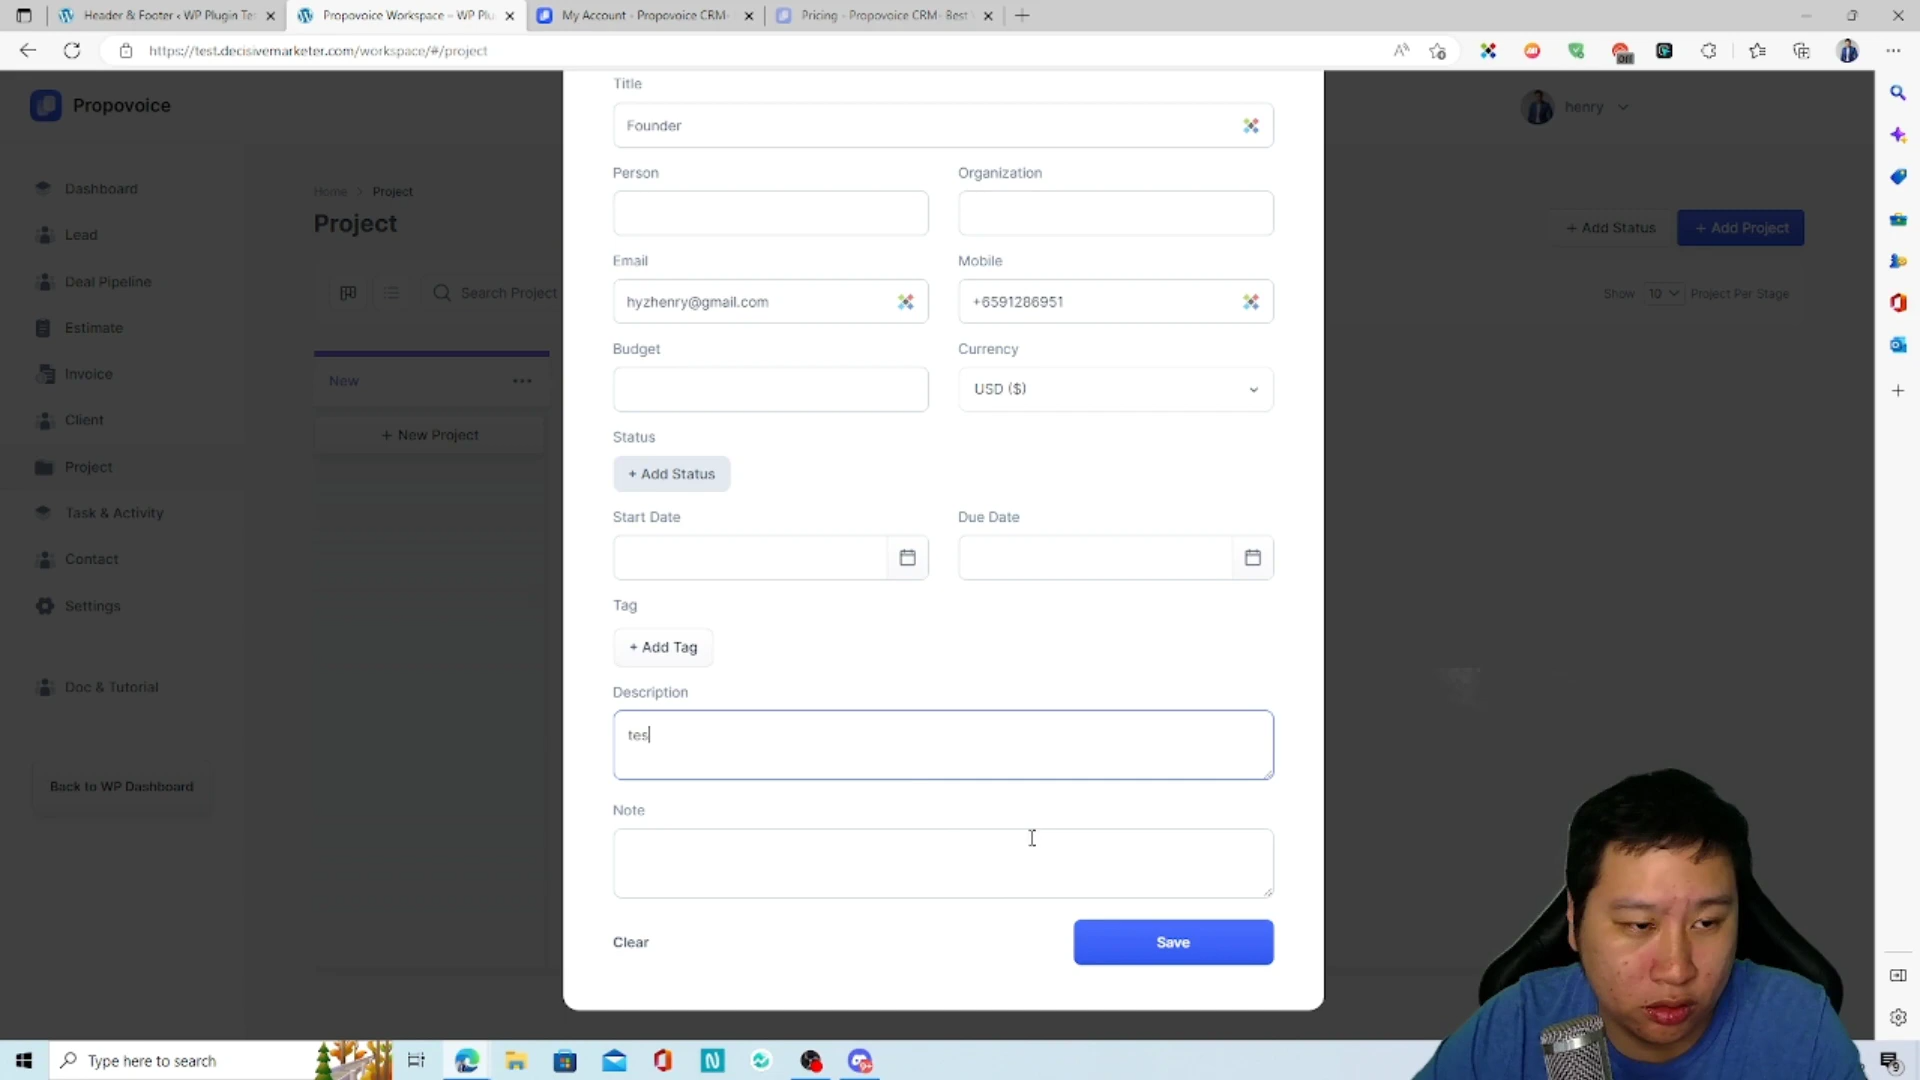 Header & Footer ‹ WP Plugin Te
Propovoice Workspace – WP Plu
My Account - Propovoice CRM-
Pricing - Propovoice CRM- Best
https://test.decisivemarketer.com/workspace/#/project
Propovoice
henry
Dashboard
Lead
Deal Pipeline
Estimate
Invoice
Client
Project
Task & Activity
Contact
Settings
Doc & Tutorial
Back to WP Dashboard
Home > Project
Project
+ Add Status
+ Add Project
Search Project
Show 10 Project Per Stage
New
+ New Project
Title
Founder
Person
Organization
Email
Mobile
hyzhenry@gmail.com
+6591286951
Budget
Currency
USD ($)
Status
+ Add Status
Start Date
Due Date
Tag
+ Add Tag
Description
tes
Note
Clear
Save
Type here to search